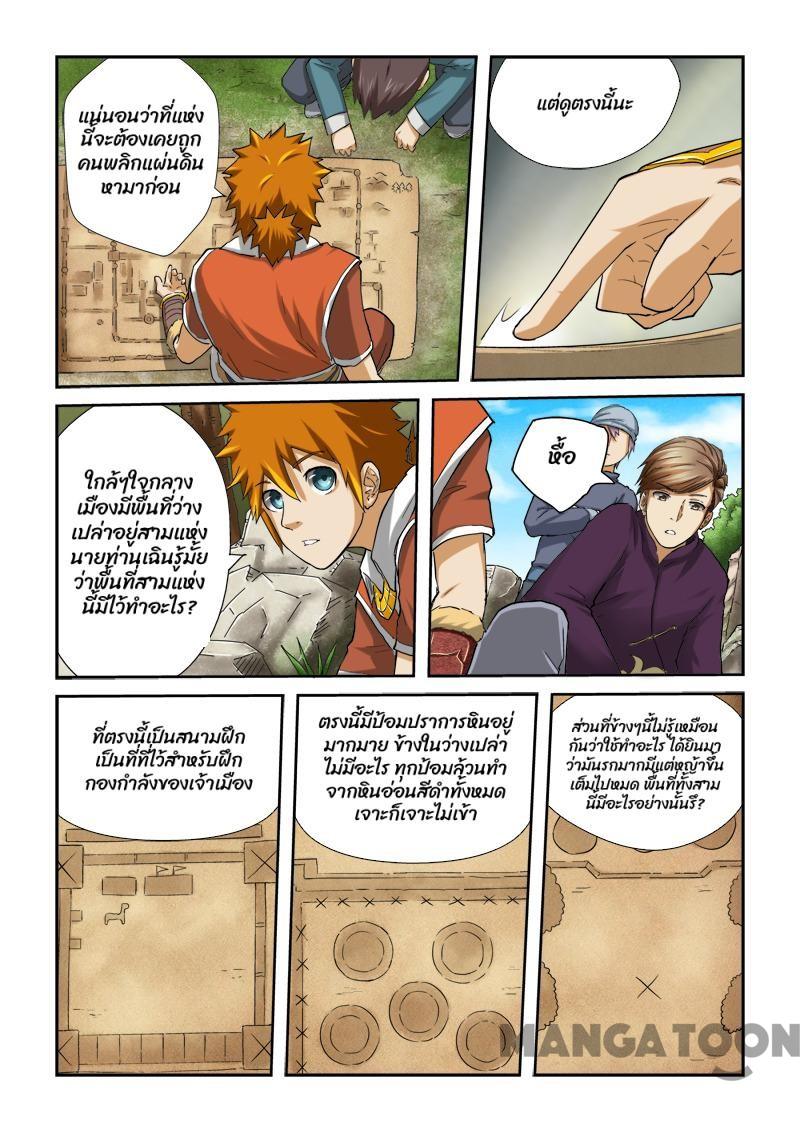 แน่นอนว่าที่แห่ง
นี้จะต้องเคยถูก
คนพลิกแผ่นดิน
หามาก่อน
แต่ดูตรงนี้นะ
ใกล้ๆใจกลาง
เมืองมีพื้นที่ว่าง
เปล่าอยู่สามแห่ง
นายท่านเฉินรู้มั้ย
ว่าพื้นที่สามแห่ง
นี้มีไว้ทำอะไร?
หื้อ
ที่ตรงนี้เป็นสนามฝึก
เป็นที่ที่ไว้สำหรับฝึก
กองกำลังของเจ้าเมือง
ตรงนี้มีป้อมปราการหินอยู่
มากมาย ข้างในว่างเปล่า
ไม่มีอะไร ทุกป้อมล้วนทำ
จากหินอ่อนสีดำทั้งหมด
เจาะก็เจาะไม่เข้า
ส่วนที่ข้างๆนี้ไม่รู้เหมือน
กันว่าใช้ทำอะไร ได้ยินมา
ว่ามันรกมากมีแต่หญ้าขึ้น
เต็มไปหมด พื้นที่ทั้งสาม
นี้มีอะไรอย่างนั้นรึ?
MANGATOON